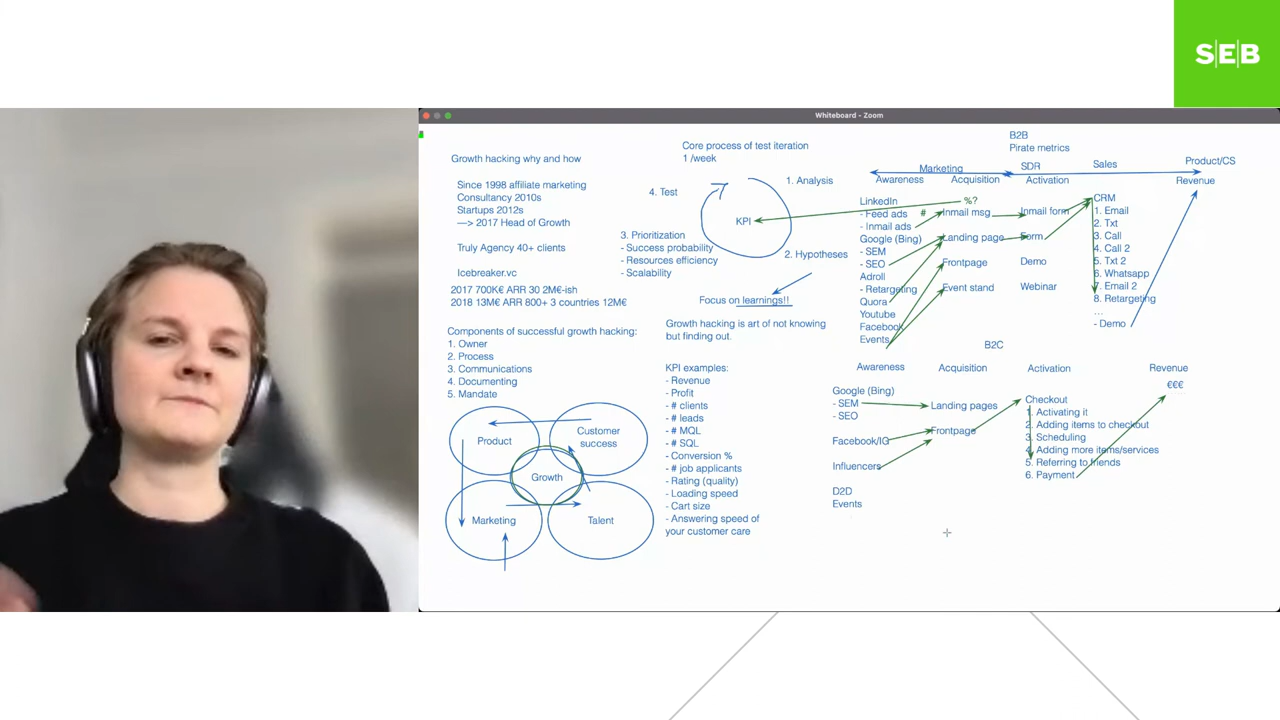 S|E|B
Whiteboard - Zoom
Growth hacking why and how
Since 1998 affiliate marketing
Consultancy 2010s
Startups 2012s
—> 2017 Head of Growth
Truly Agency 40+ clients
Icebreaker.vc
2017 700K€ ARR 30 2M€-ish
2018 13M€ ARR 800+ 3 countries 12M€
Components of successful growth hacking:
1. Owner
2. Process
3. Communications
4. Documenting
5. Mandate
Product
Customer
success
Growth
Marketing
Talent
Core process of test iteration
1 /week
4. Test
1. Analysis
KPI
3. Prioritization
- Success probability
- Resources efficiency
- Scalability
2. Hypotheses
Focus on learnings!!
Growth hacking is art of not knowing
but finding out.
KPI examples:
- Revenue
- Profit
- # clients
- # leads
- # MQL
- # SQL
- Conversion %
- # job applicants
- Rating (quality)
- Loading speed
- Cart size
- Answering speed of
your customer care
B2B
Pirate metrics
Marketing
SDR
Sales
Product/CS
Awareness
Acquisition
Activation
Revenue
LinkedIn
- Feed ads
- Inmail ads
Google (Bing)
- SEM
- SEO
Adroll
- Retargeting
Quora
Youtube
Facebook
Events
#
%?
Inmail msg
Landing page
Frontpage
Event stand
Inmail form
Form
Demo
Webinar
CRM
1. Email
2. Txt
3. Call
4. Call 2
5. Txt 2
6. Whatsapp
7. Email 2
8. Retargeting
...
- Demo
B2C
Awareness
Acquisition
Activation
Revenue
€€€
Google (Bing)
- SEM
- SEO
Facebook/IG
Influencers
D2D
Events
Landing pages
Frontpage
Checkout
1. Activating it
2. Adding items to checkout
3. Scheduling
4. Adding more items/services
5. Referring to friends
6. Payment